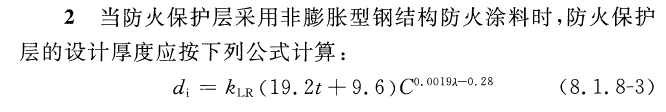 2 当防火保护层采用非膨胀型钢结构防火涂料时,防火保护
层的设计厚度应按下列公式计算:
d_i = k_LR (19.2t + 9.6) C^{0.0019λ−0.28} (8.1.8-3)